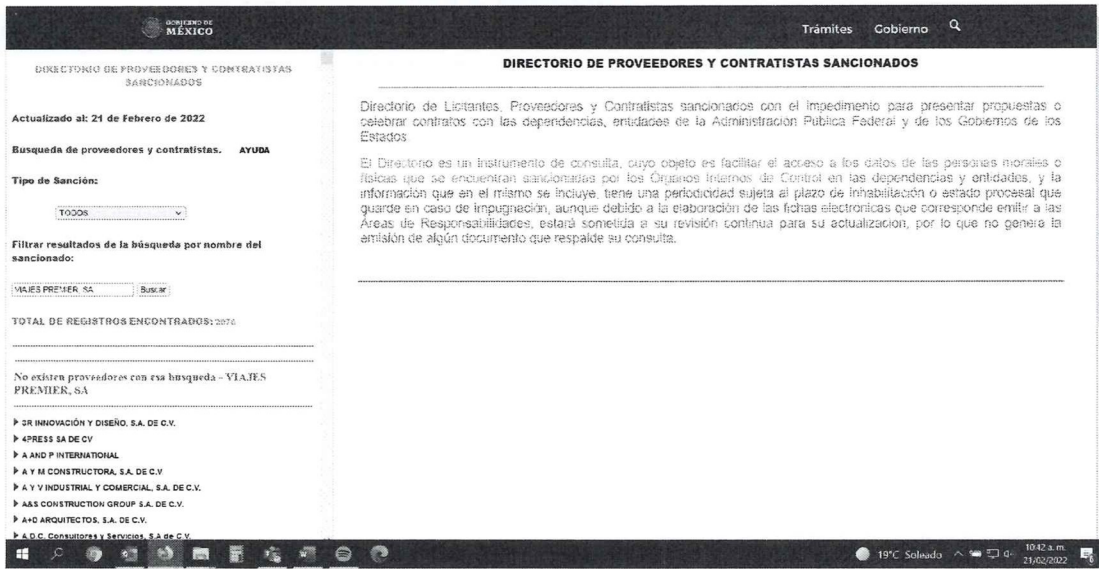 GOBIERNO DE
MÉXICO
Trámites Gobierno
DIRECTORIO DE PROVEEDORES Y CONTRATISTAS
SANCIONADOS
Actualizado al: 21 de Febrero de 2022
Busqueda de proveedores y contratistas. AYUDA
Tipo de Sanción:
TODOS
Filtrar resultados de la búsqueda por nombre del
sancionado:
VIAJES PREMIER, SA Buscar
TOTAL DE REGISTROS ENCONTRADOS: 2076
No existen proveedores con esa busqueda - VIAJES
PREMIER, SA
3R INNOVACIÓN Y DISEÑO, S.A. DE C.V.
4PRESS SA DE CV
A AND P INTERNATIONAL
A Y M CONSTRUCTORA, S.A. DE C.V
A Y V INDUSTRIAL Y COMERCIAL, S.A. DE C.V.
A&S CONSTRUCTION GROUP S.A. DE C.V.
A+D ARQUITECTOS, S.A. DE C.V.
A.D.C. Consultores y Servicios, S.A de C.V.
DIRECTORIO DE PROVEEDORES Y CONTRATISTAS SANCIONADOS
Directorio de Licitantes, Proveedores y Contratistas sancionados con el impedimento para presentar propuestas o
celebrar contratos con las dependencias, entidades de la Administración Pública Federal y de los Gobiernos de los
Estados
El Directorio es un instrumento de consulta, cuyo objeto es facilitar el acceso a los datos de las personas morales o
físicas que se encuentran sancionadas por los Órganos Internos de Control en las dependencias y entidades, y la
información que en el mismo se incluye, tiene una periodicidad sujeta al plazo de inhabilitación o estado procesal que
guarde en caso de impugnación, aunque debido a la elaboración de las fichas electronicas que corresponde emitir a las
Áreas de Responsabilidades, estará sometida a su revisión continua para su actualización, por lo que no genera la
emisión de algún documento que respalde su consulta.
19°C Soleado
10:42 a. m.
21/02/2022